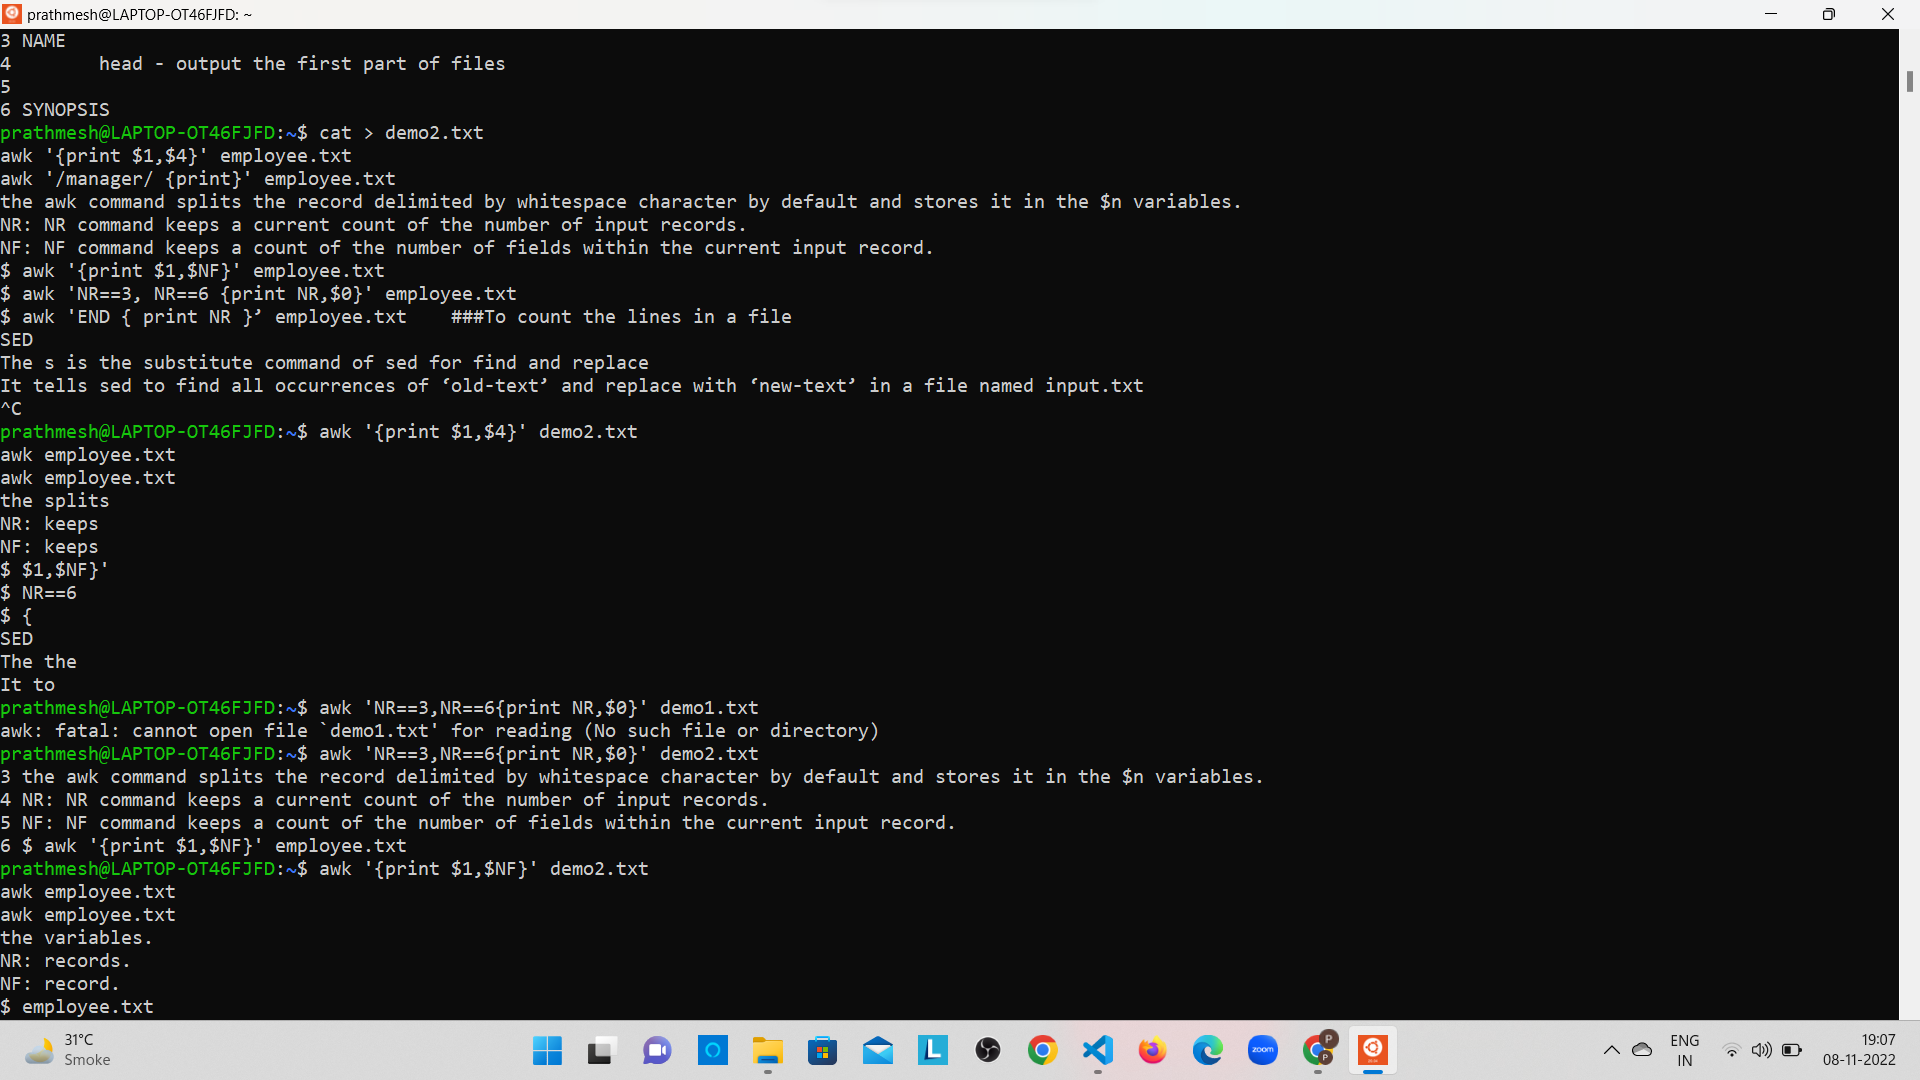 prathmesh@LAPTOP-OT46FJFD: ~
3 NAME
4        head - output the first part of files
5
6 SYNOPSIS
prathmesh@LAPTOP-OT46FJFD:~$ cat > demo2.txt
awk '{print $1,$4}' employee.txt
awk '/manager/ {print}' employee.txt
the awk command splits the record delimited by whitespace character by default and stores it in the $n variables.
NR: NR command keeps a current count of the number of input records.
NF: NF command keeps a count of the number of fields within the current input record.
$ awk '{print $1,$NF}' employee.txt
$ awk 'NR==3, NR==6 {print NR,$0}' employee.txt
$ awk 'END { print NR }’ employee.txt    ###To count the lines in a file
SED
The s is the substitute command of sed for find and replace
It tells sed to find all occurrences of ‘old-text’ and replace with ‘new-text’ in a file named input.txt
^C
prathmesh@LAPTOP-OT46FJFD:~$ awk '{print $1,$4}' demo2.txt
awk employee.txt
awk employee.txt
the splits
NR: keeps
NF: keeps
$ $1,$NF}'
$ NR==6
$ {
SED
The the
It to
prathmesh@LAPTOP-OT46FJFD:~$ awk 'NR==3,NR==6{print NR,$0}' demo1.txt
awk: fatal: cannot open file `demo1.txt' for reading (No such file or directory)
prathmesh@LAPTOP-OT46FJFD:~$ awk 'NR==3,NR==6{print NR,$0}' demo2.txt
3 the awk command splits the record delimited by whitespace character by default and stores it in the $n variables.
4 NR: NR command keeps a current count of the number of input records.
5 NF: NF command keeps a count of the number of fields within the current input record.
6 $ awk '{print $1,$NF}' employee.txt
prathmesh@LAPTOP-OT46FJFD:~$ awk '{print $1,$NF}' demo2.txt
awk employee.txt
awk employee.txt
the variables.
NR: records.
NF: record.
$ employee.txt
31°C
Smoke
L
zoom
P
P
ENG
IN
19:07
08-11-2022